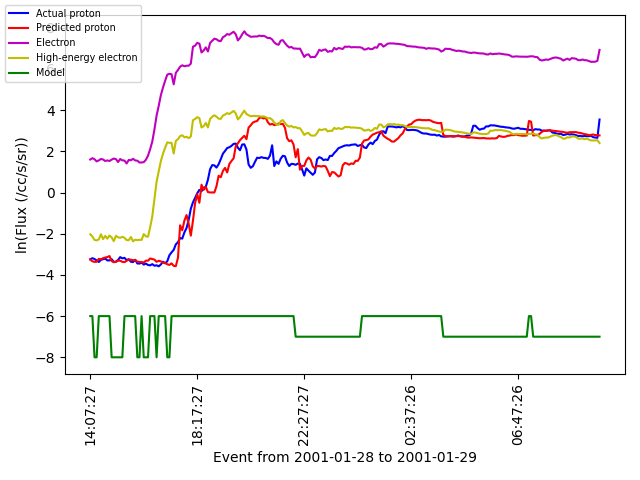 Actual proton
Predicted proton
Electron
High-energy electron
Model
4
2
0
−2
−4
−6
−8
ln(Flux (/cc/s/sr))
14:07:27
18:17:27
22:27:27
02:37:26
06:47:26
Event from 2001-01-28 to 2001-01-29